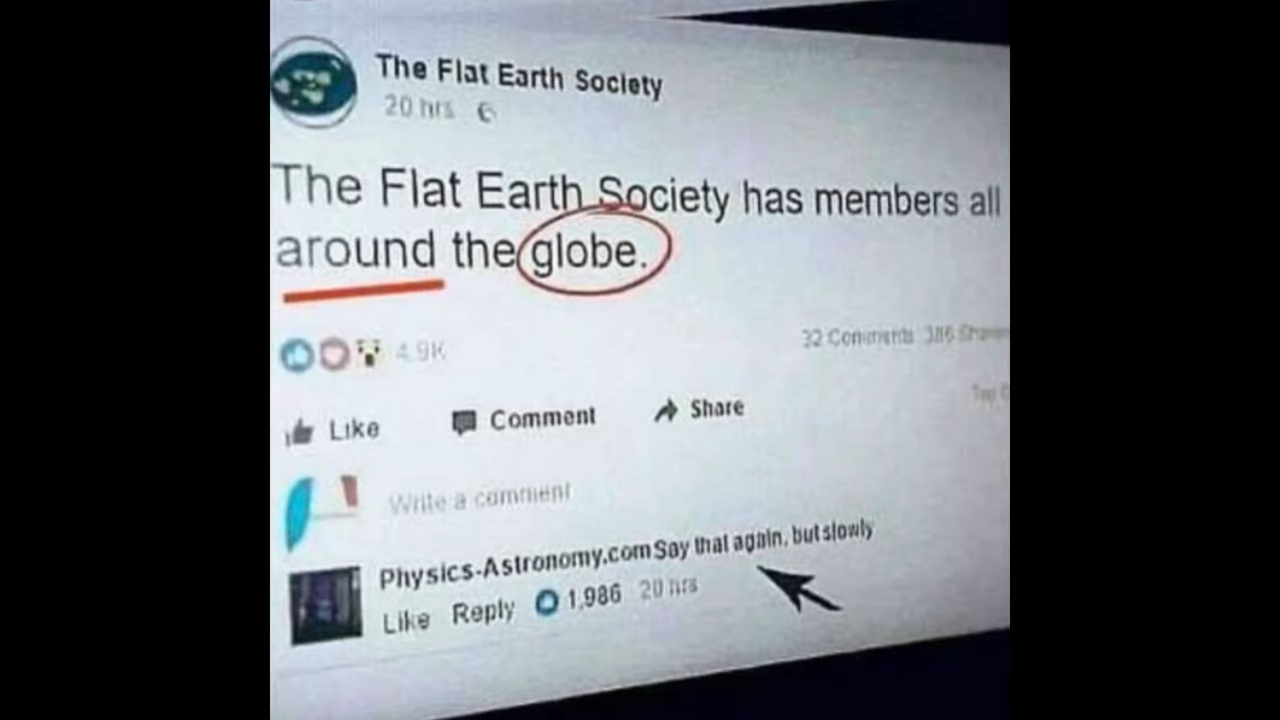 The Flat Earth Society
20 hrs
The Flat Earth Society has members all
around the globe.
4.9K
32 Comments 386 Shares
Like Comment Share
Write a comment
Physics-Astronomy.com Say that again, but slowly
Like Reply 1,986 20 hrs